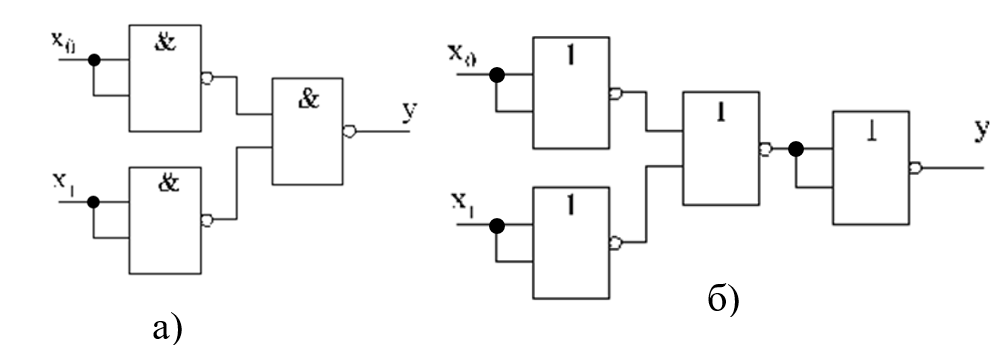 x₀ & & y
x₁ &
а)
x₀ 1 1 1 y
x₁ 1
б)